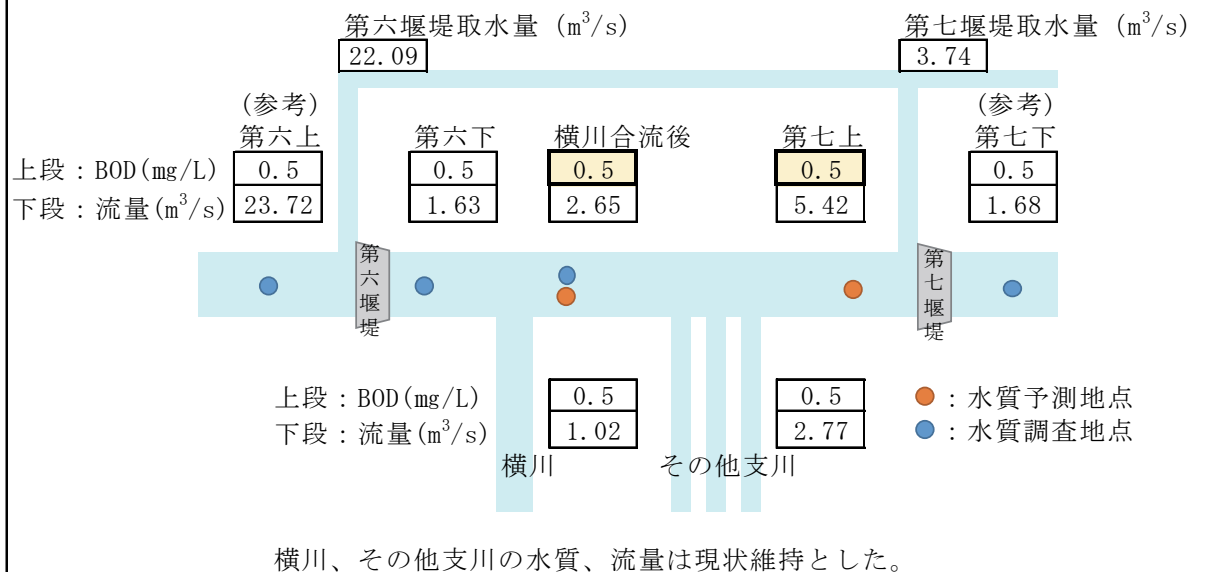 第六堰堤取水量 (m³/s) 第七堰堤取水量 (m³/s)
22.09 3.74
(参考) (参考)
第六上 第六下 横川合流後 第七上 第七下
上段：BOD(mg/L) 0.5 0.5 0.5 0.5 0.5
下段：流量(m³/s) 23.72 1.63 2.65 5.42 1.68
第六堰堤 第七堰堤
上段：BOD(mg/L) 0.5 0.5 ：水質予測地点
下段：流量(m³/s) 1.02 2.77 ：水質調査地点
横川 その他支川
横川、その他支川の水質、流量は現状維持とした。